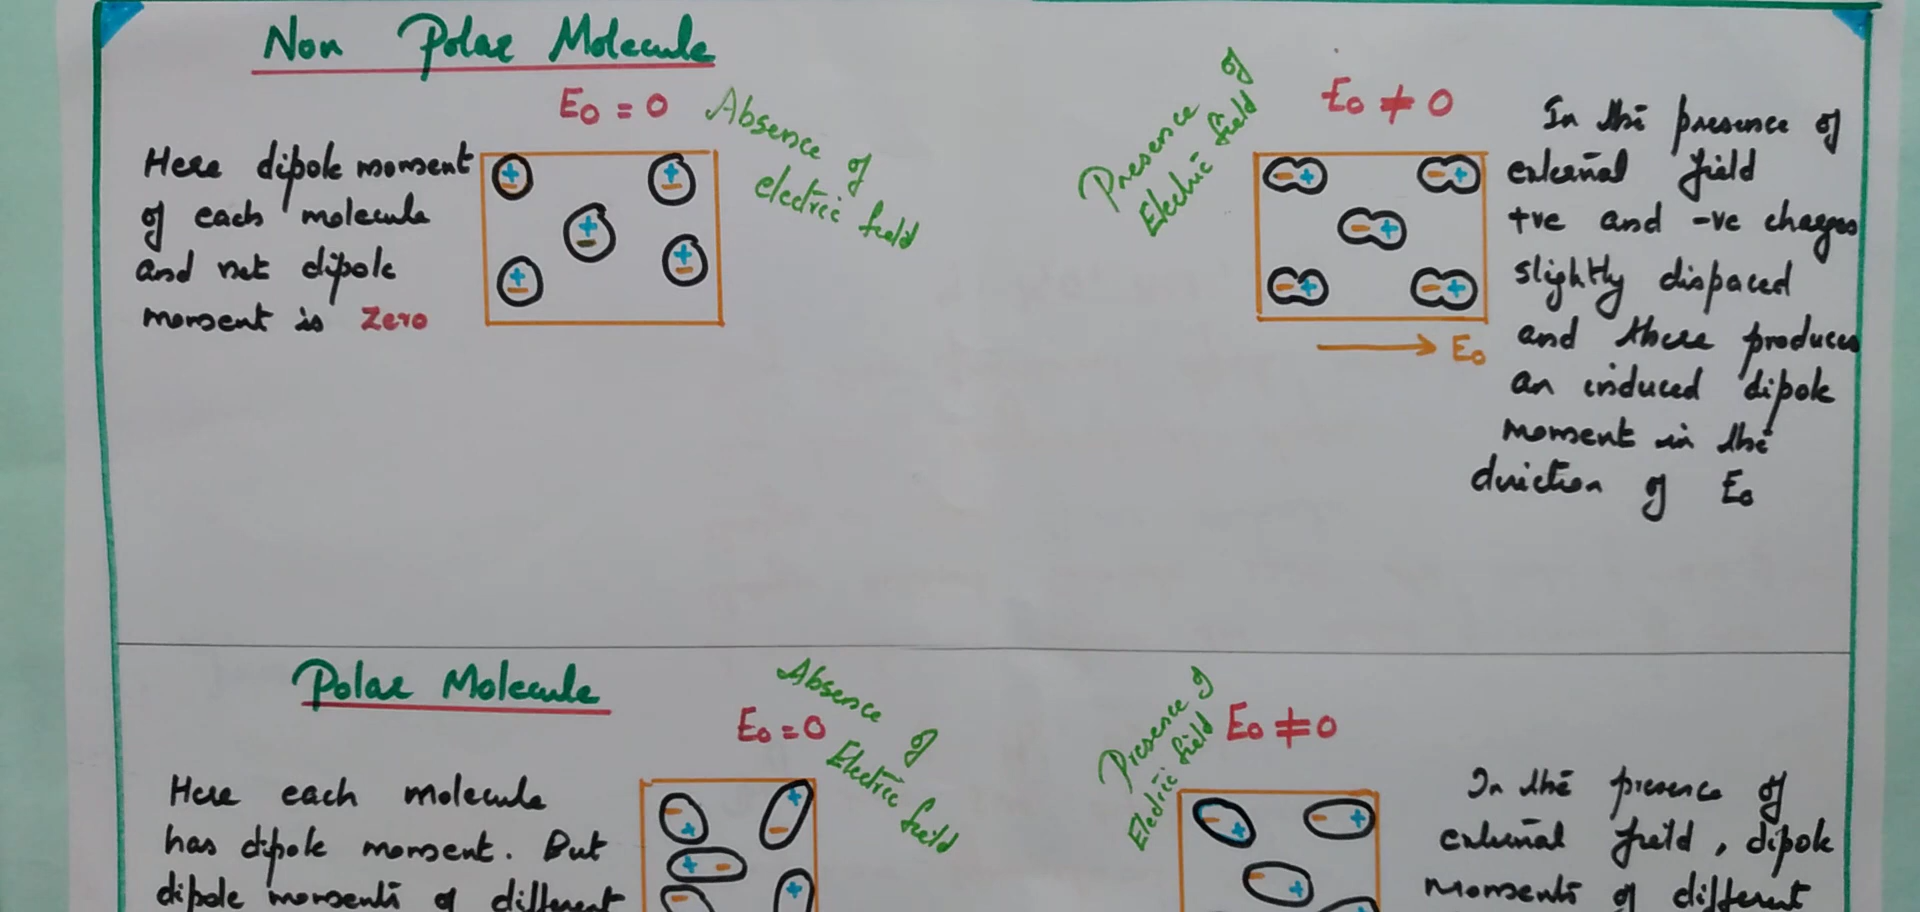 Non Polar Molecule
E₀ = 0
Absence of
electric field
Here dipole moment
of each molecule
and net dipole
moment is Zero
Presence of
Electric field
E₀ ≠ 0
In the presence of
external field
+ve and -ve charges
slightly dispaced
and there produces
an induced dipole
moment in the
direction of E₀
→ E₀
Polar Molecule
Absence of
Electric field
E₀ = 0
Here each molecule
has dipole moment. But
dipole moments of different
Presence of
Electric field
E₀ ≠ 0
In the presence of
external field, dipole
moments of different